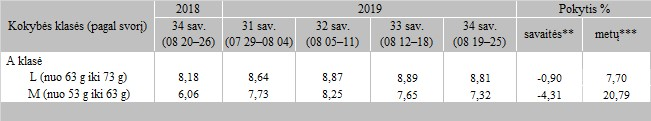 Kokybės klasės (pagal svorį) 2018 2019 Pokytis %
34 sav. (08 20–26) 31 sav. (07 29–08 04) 32 sav. (08 05–11) 33 sav. (08 12–18) 34 sav. (08 19–25) savaitės** metų***
A klasė
L (nuo 63 g iki 73 g) 8,18 8,64 8,87 8,89 8,81 -0,90 7,70
M (nuo 53 g iki 63 g) 6,06 7,73 8,25 7,65 7,32 -4,31 20,79